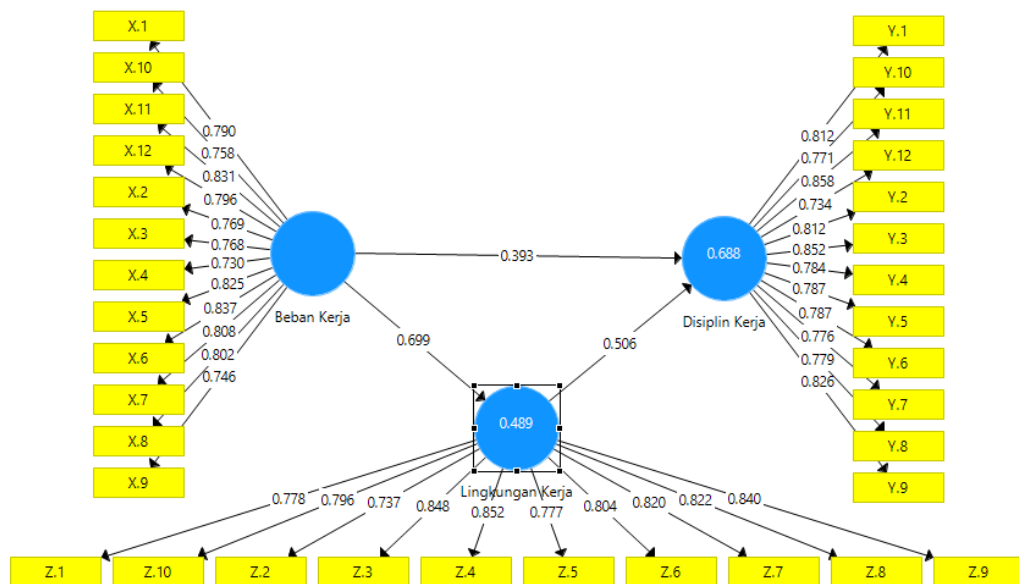 X.1
X.10
X.11
X.12
X.2
X.3
X.4
X.5
X.6
X.7
X.8
X.9
0.790
0.758
0.831
0.796
0.769
0.768
0.730
0.825
0.837
0.808
0.802
0.746
Beban Kerja
0.393
0.699
0.506
0.688
Disiplin Kerja
0.812
0.771
0.858
0.734
0.812
0.852
0.784
0.787
0.787
0.776
0.779
0.826
Y.1
Y.10
Y.11
Y.12
Y.2
Y.3
Y.4
Y.5
Y.6
Y.7
Y.8
Y.9
0.489
Lingkungan Kerja
0.778
0.796
0.737
0.848
0.852
0.777
0.804
0.820
0.822
0.840
Z.1
Z.10
Z.2
Z.3
Z.4
Z.5
Z.6
Z.7
Z.8
Z.9